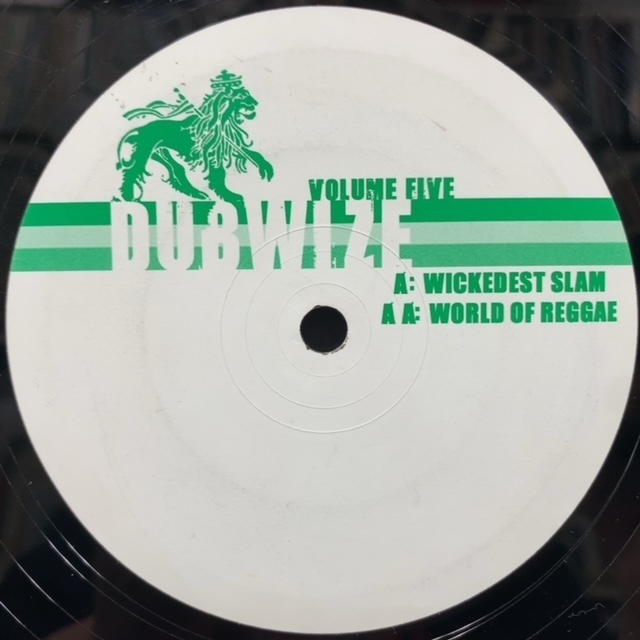 VOLUME FIVE
DUBWIZE
A: WICKEDEST SLAM
A A: WORLD OF REGGAE